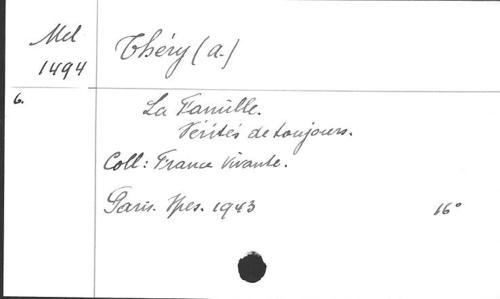 Mel
1494
Théry (A.)
6.
La Famille.
Vérités de toujours.
Coll: France Vivante.
Paris. Spes. 1943 16°